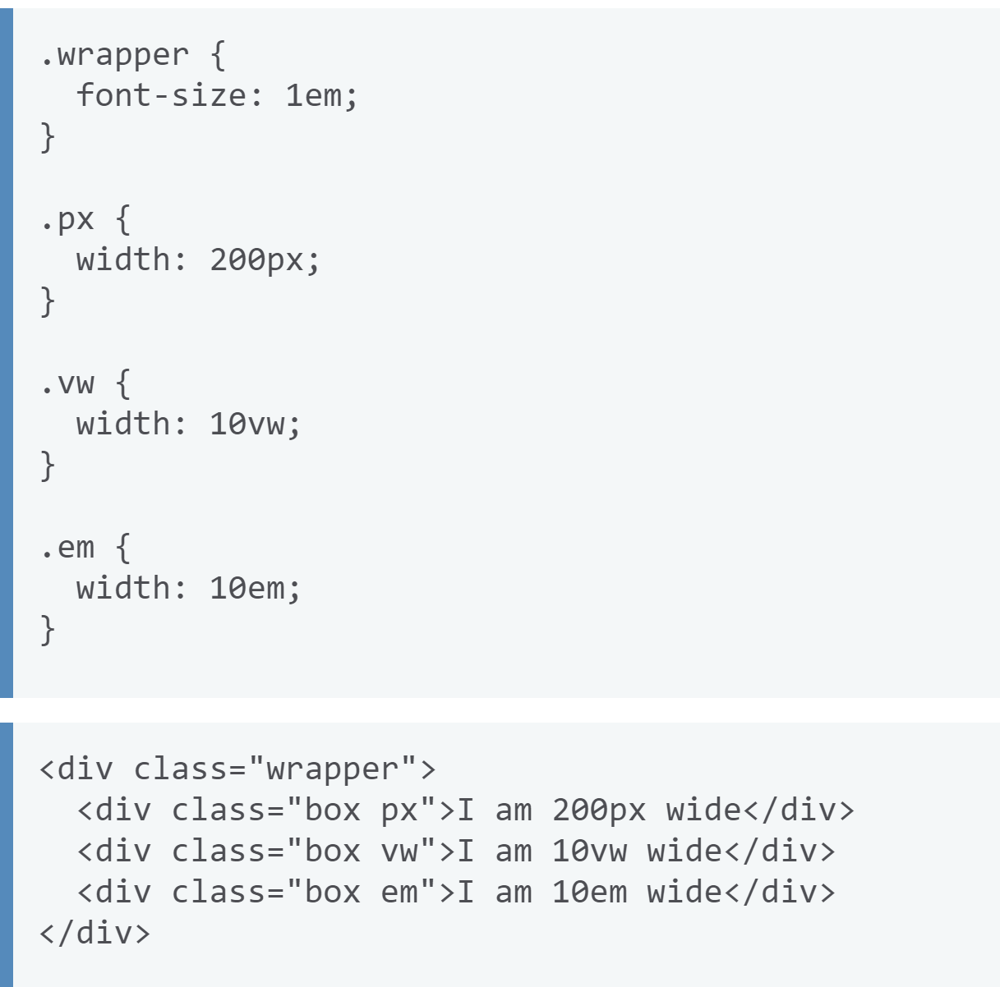 .wrapper {
  font-size: 1em;
}

.px {
  width: 200px;
}

.vw {
  width: 10vw;
}

.em {
  width: 10em;
}

<div class="wrapper">
  <div class="box px">I am 200px wide</div>
  <div class="box vw">I am 10vw wide</div>
  <div class="box em">I am 10em wide</div>
</div>